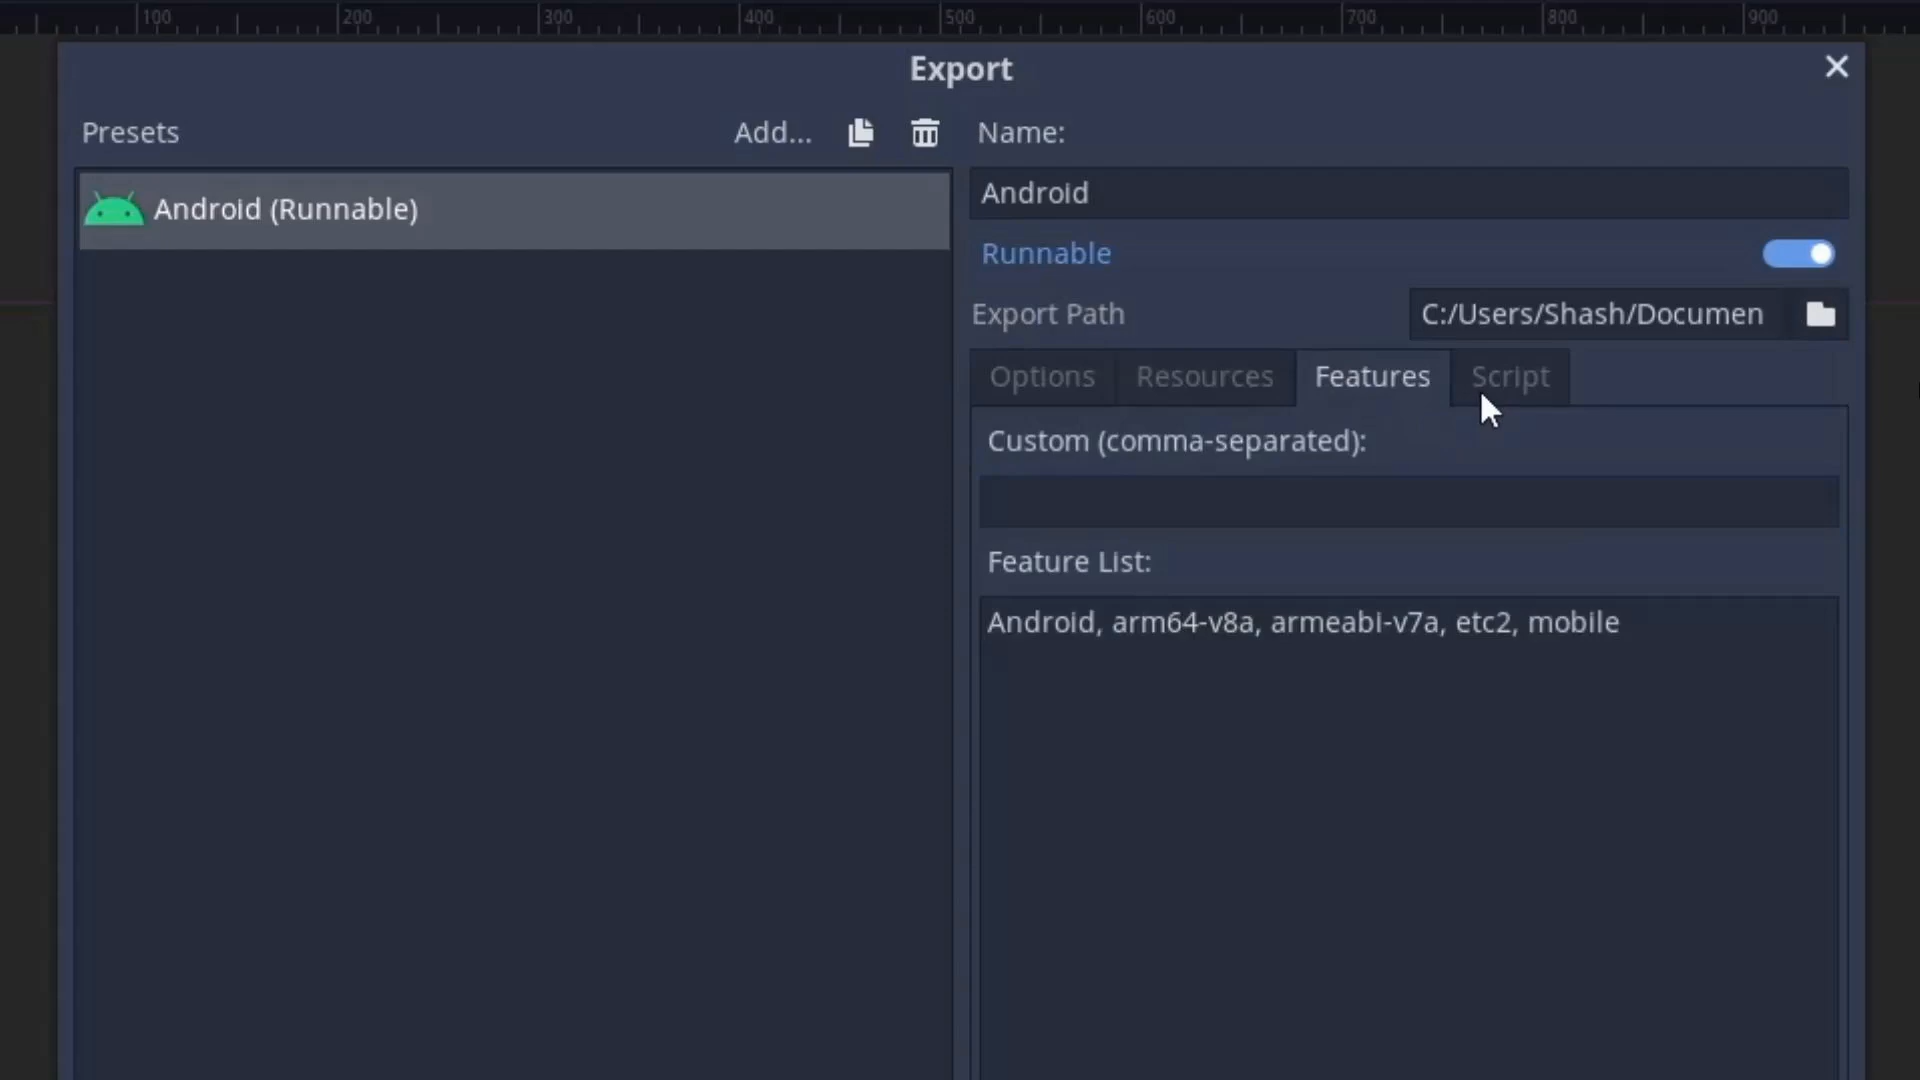 100 200 300 400 500 600 700 800 900
Export
Presets Add... Name:
Android (Runnable)
Android
Runnable
Export Path C:/Users/Shash/Documen
Options Resources Features Script
Custom (comma-separated):
Feature List:
Android, arm64-v8a, armeabi-v7a, etc2, mobile